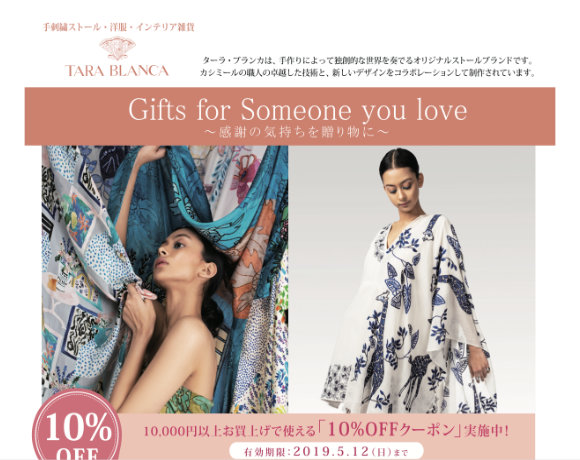 手刺繍ストール・洋服・インテリア雑貨
TARA BLANCA
ターラ・ブランカは、手作りによって独創的な世界を奏でるオリジナルストールブランドです。
カシミールの職人の卓越した技術と、新しいデザインをコラボレーションして制作されています。
Gifts for Someone you love
～感謝の気持ちを贈り物に～
10%
OFF
10,000円以上お買上げで使える「10%OFFクーポン」実施中!
有効期限：2019.5.12（日）まで